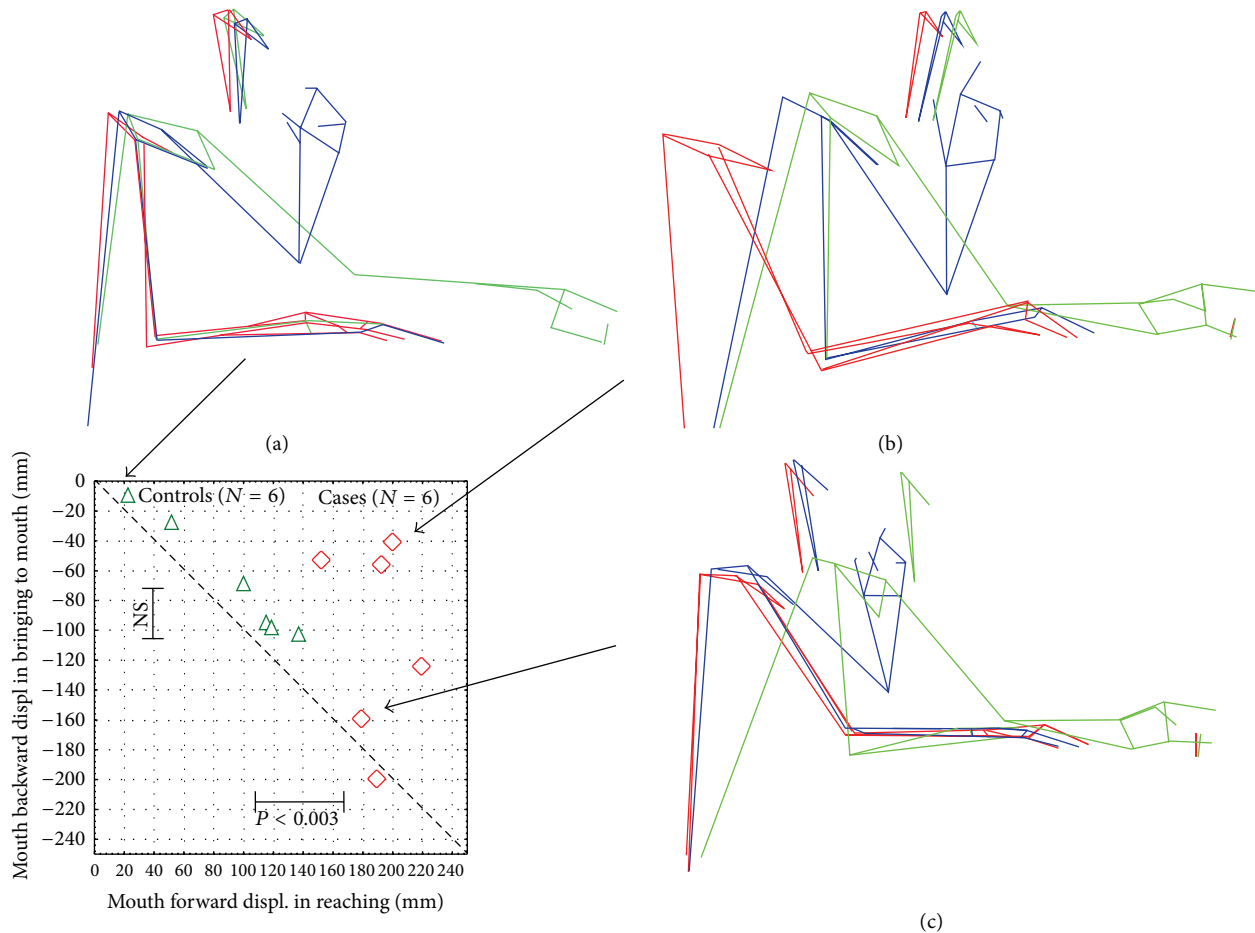 (a)
(b)
Mouth backward displ in bringing to mouth (mm)
0
−20
−40
−60
−80
−100
−120
−140
−160
−180
−200
−220
−240
Controls (N = 6)
Cases (N = 6)
NS
P < 0.003
0 20 40 60 80 100 120 140 160 180 200 220 240
Mouth forward displ. in reaching (mm)
(c)